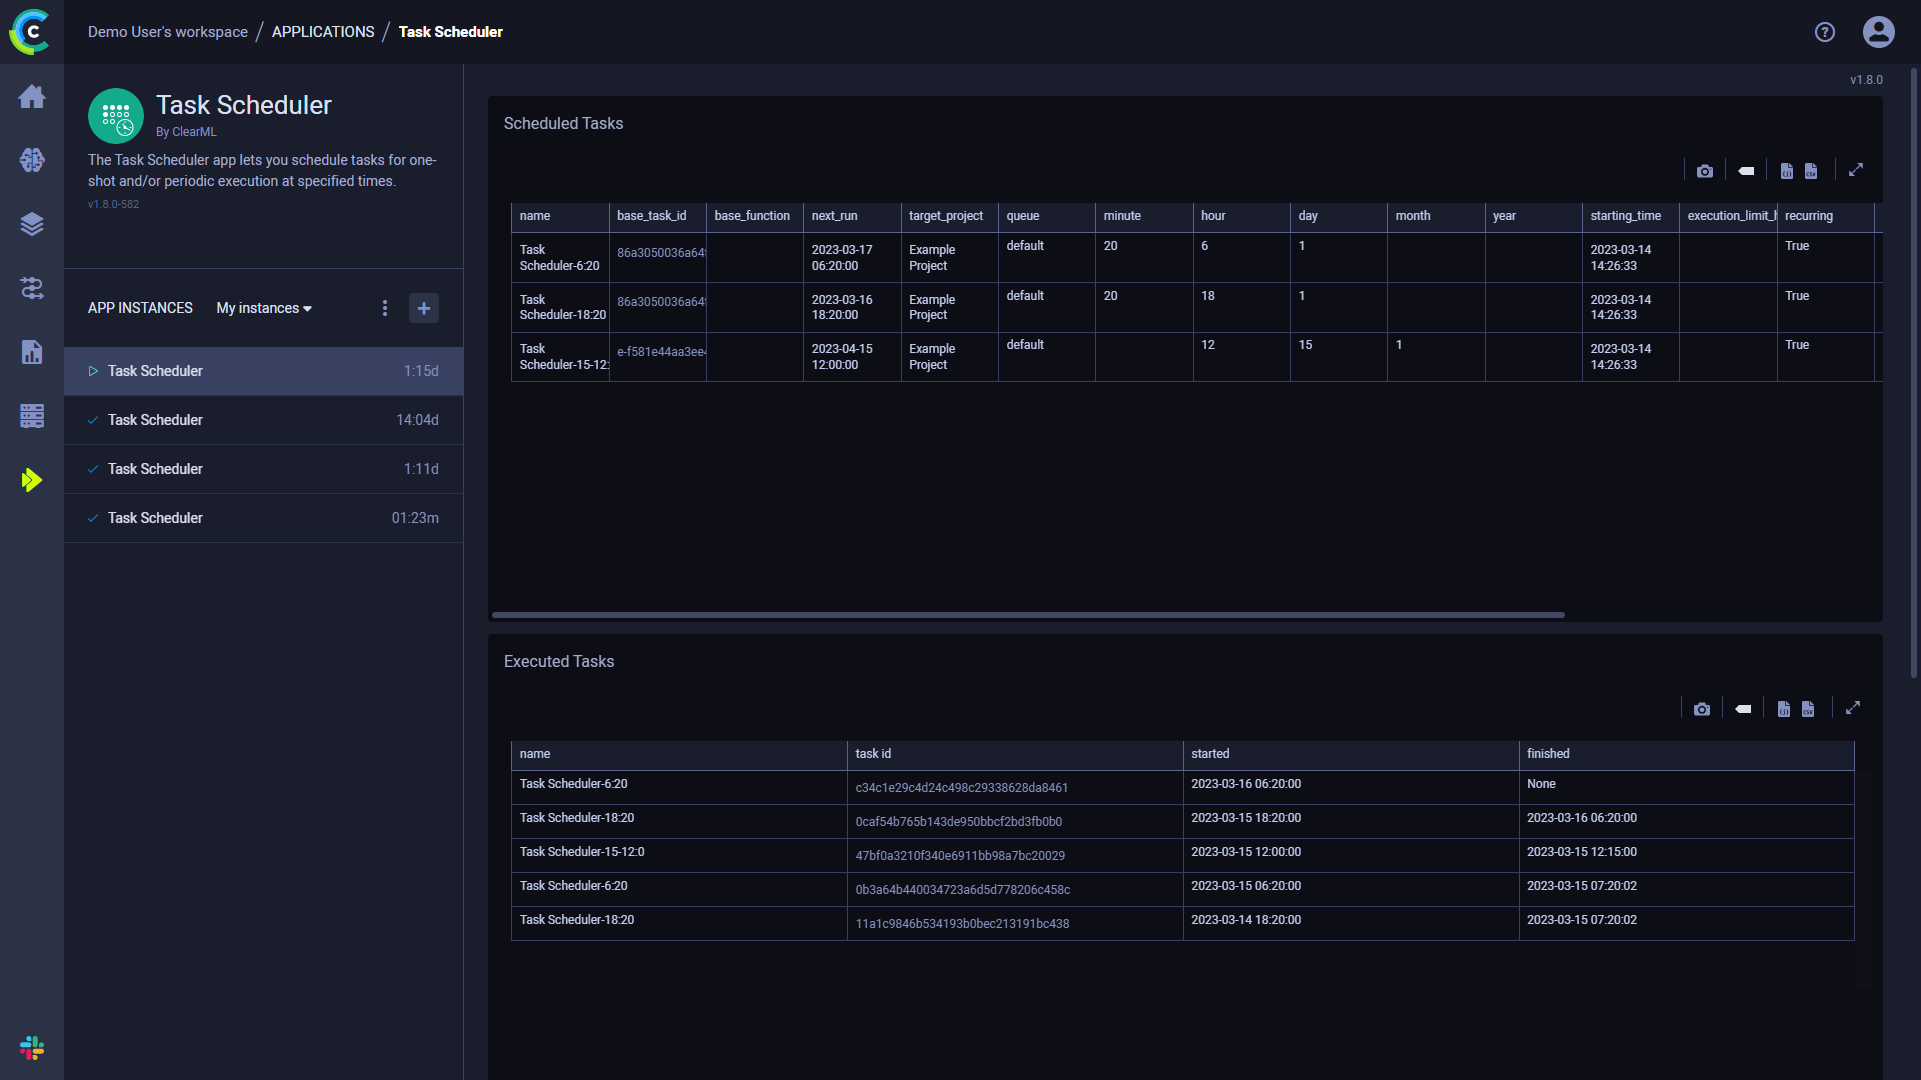 Demo User's workspace / APPLICATIONS / Task Scheduler
v1.8.0
Task Scheduler
By ClearML
The Task Scheduler app lets you schedule tasks for one-
shot and/or periodic execution at specified times.
v1.8.0-582
APP INSTANCES My instances
Task Scheduler 1:15d
Task Scheduler 14:04d
Task Scheduler 1:11d
Task Scheduler 01:23m
Scheduled Tasks
name base_task_id base_function next_run target_project queue minute hour day month year starting_time execution_limit_h recurring
Task 2023-03-17 Example default 20 6 1 2023-03-14 True
Scheduler-6:20 86a3050036a64 06:20:00 Project 14:26:33
Task 2023-03-16 Example default 20 18 1 2023-03-14 True
Scheduler-18:20 86a3050036a64 18:20:00 Project 14:26:33
Task 2023-04-15 Example default 12 15 1 2023-03-14 True
Scheduler-15-12: e-f581e44aa3ee 12:00:00 Project 14:26:33
Executed Tasks
name task id started finished
Task Scheduler-6:20 c34c1e29c4d24c498c29338628da8461 2023-03-16 06:20:00 None
Task Scheduler-18:20 0caf54b765b143de950bbcf2bd3fb0b0 2023-03-15 18:20:00 2023-03-16 06:20:00
Task Scheduler-15-12:0 47bf0a3210f340e6911bb98a7bc20029 2023-03-15 12:00:00 2023-03-15 12:15:00
Task Scheduler-6:20 0b3a64b440034723a6d5d778206c458c 2023-03-15 06:20:00 2023-03-15 07:20:02
Task Scheduler-18:20 11a1c9846b534193b0bec213191bc438 2023-03-14 18:20:00 2023-03-15 07:20:02